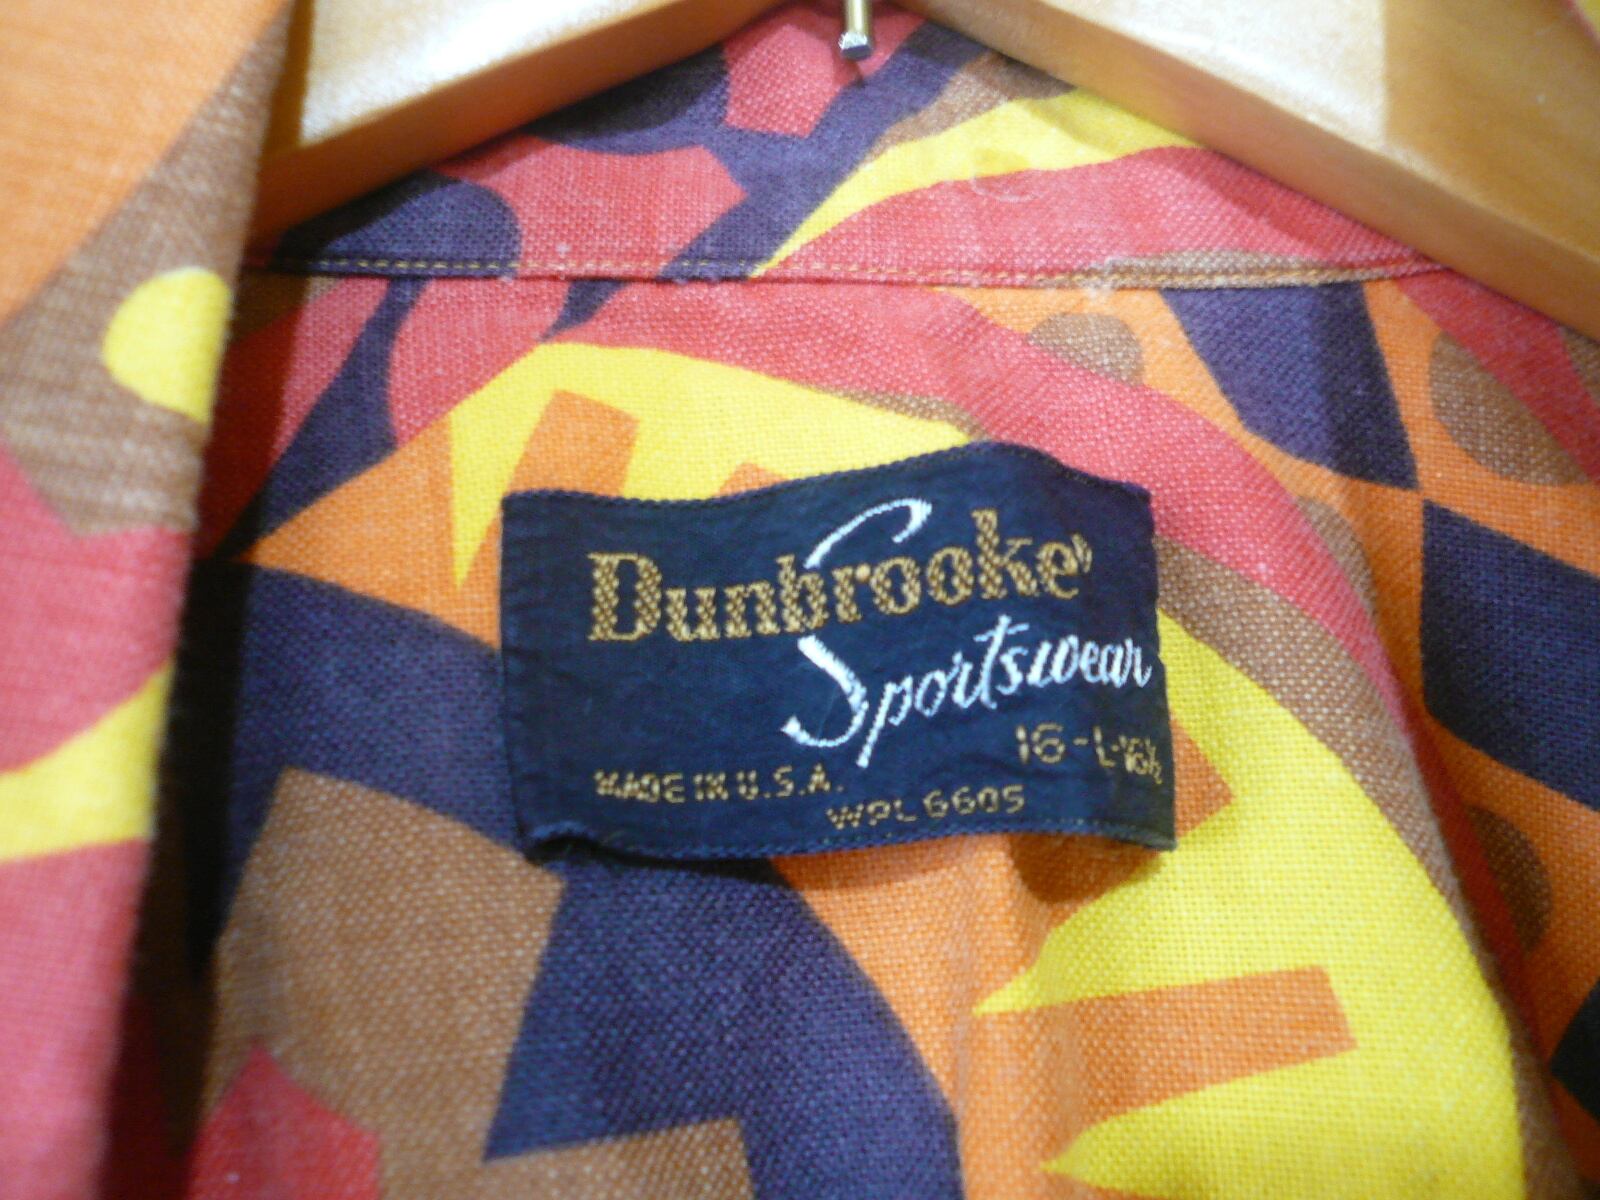 Dunbrooke
Sportswear
16-L-16½
MADE IN U.S.A.
WPL 6605